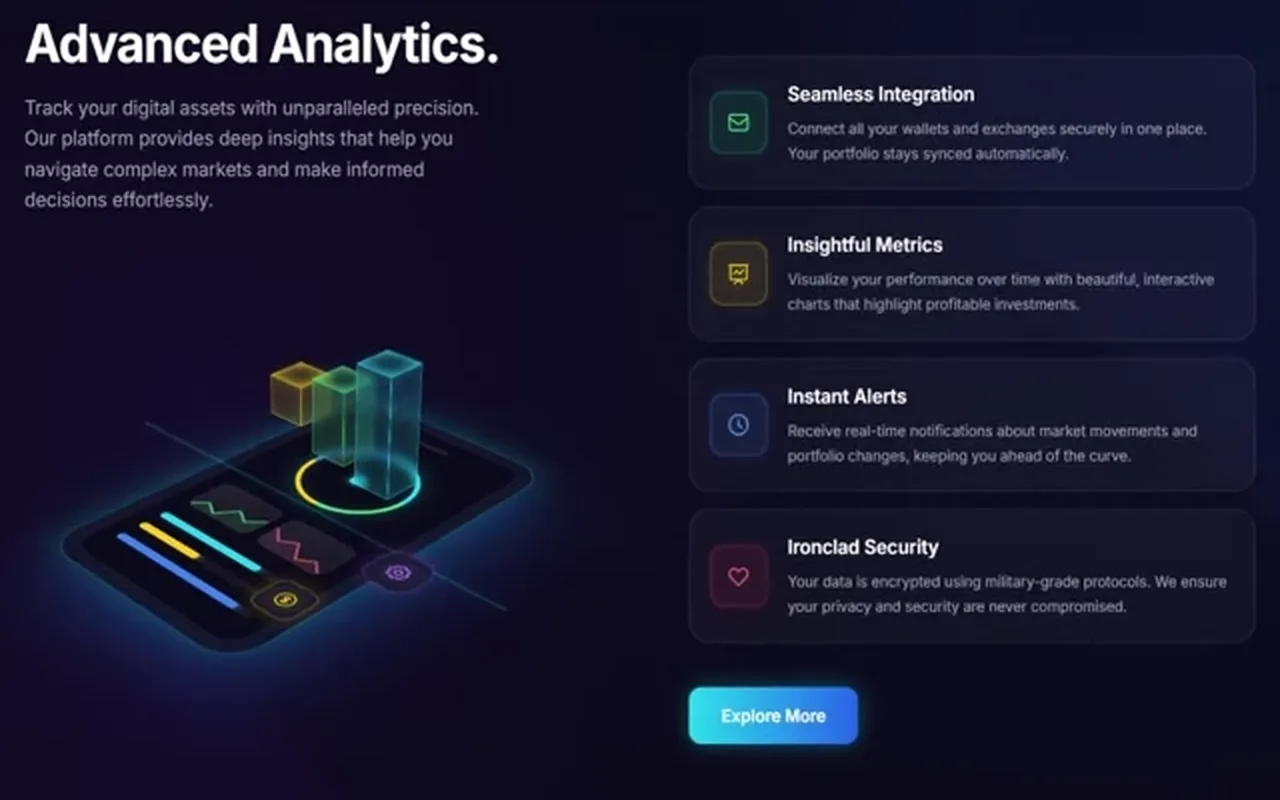 Advanced Analytics.
Track your digital assets with unparalleled precision.
Our platform provides deep insights that help you
navigate complex markets and make informed
decisions effortlessly.
Seamless Integration
Connect all your wallets and exchanges securely in one place.
Your portfolio stays synced automatically.
Insightful Metrics
Visualize your performance over time with beautiful, interactive
charts that highlight profitable investments.
Instant Alerts
Receive real-time notifications about market movements and
portfolio changes, keeping you ahead of the curve.
Ironclad Security
Your data is encrypted using military-grade protocols. We ensure
your privacy and security are never compromised.
Explore More